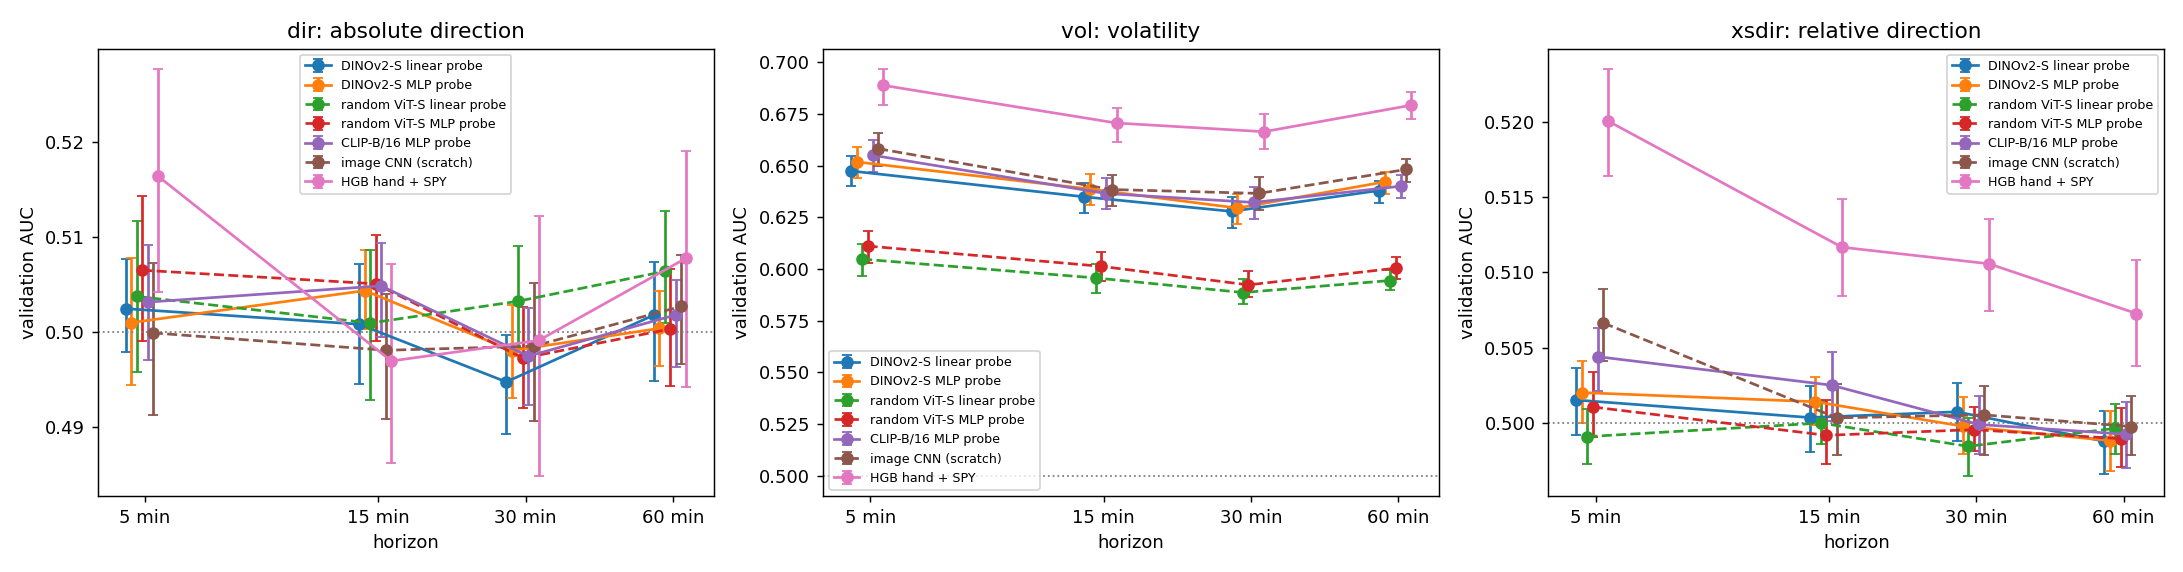 dir: absolute direction
DINOv2-S linear probe
DINOv2-S MLP probe
random ViT-S linear probe
random ViT-S MLP probe
CLIP-B/16 MLP probe
image CNN (scratch)
HGB hand + SPY
validation AUC
0.52
0.51
0.50
0.49
5 min
15 min
30 min
60 min
horizon
vol: volatility
validation AUC
0.700
0.675
0.650
0.625
0.600
0.575
0.550
0.525
0.500
DINOv2-S linear probe
DINOv2-S MLP probe
random ViT-S linear probe
random ViT-S MLP probe
CLIP-B/16 MLP probe
image CNN (scratch)
HGB hand + SPY
5 min
15 min
30 min
60 min
horizon
xsdir: relative direction
DINOv2-S linear probe
DINOv2-S MLP probe
random ViT-S linear probe
random ViT-S MLP probe
CLIP-B/16 MLP probe
image CNN (scratch)
HGB hand + SPY
validation AUC
0.520
0.515
0.510
0.505
0.500
5 min
15 min
30 min
60 min
horizon